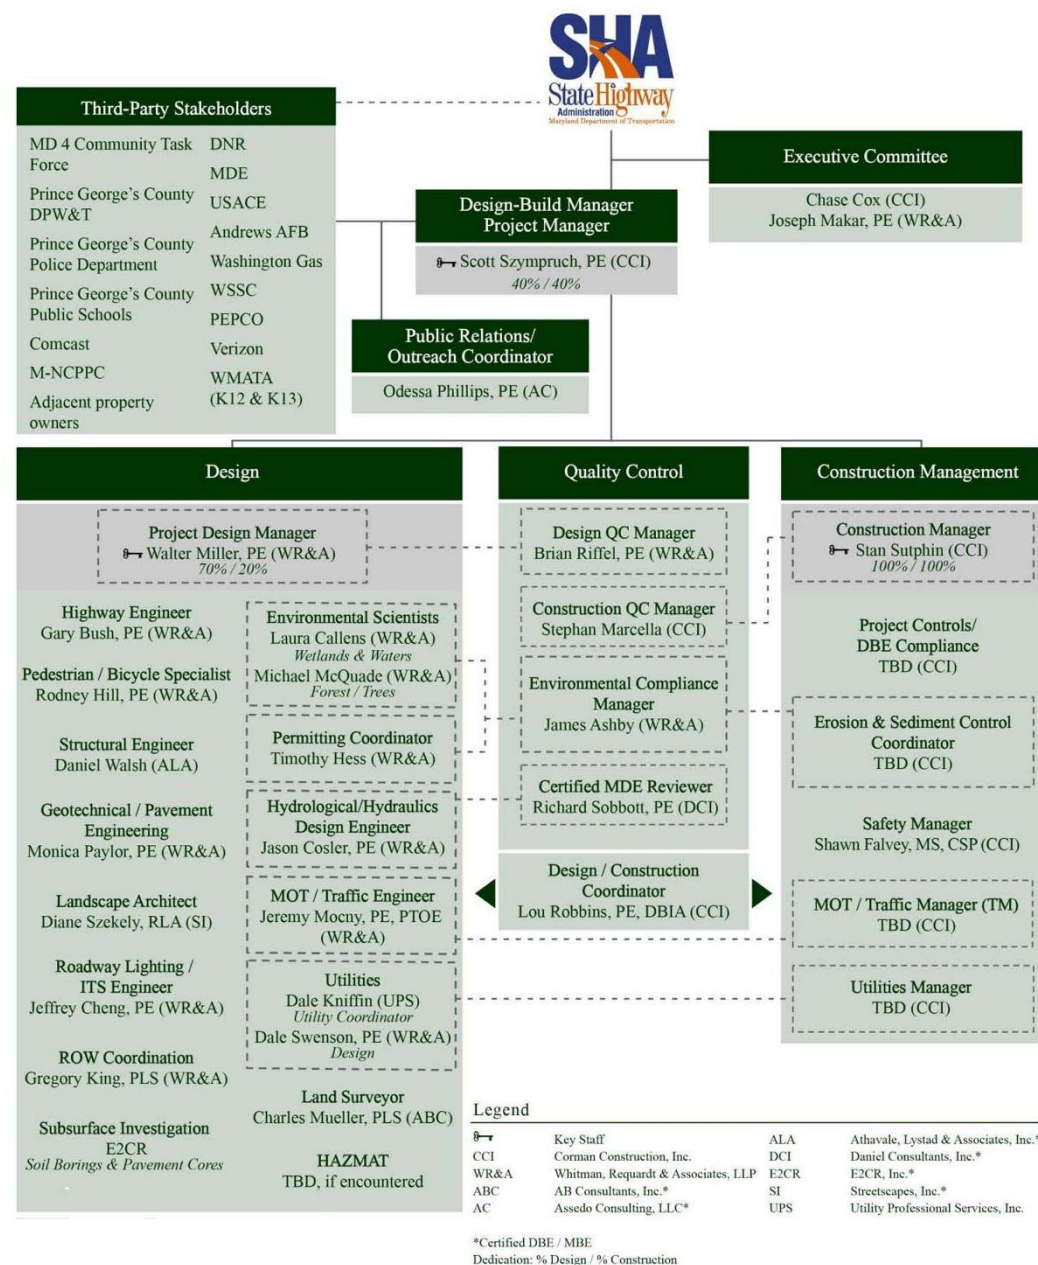 SHA
State Highway
Administration
Maryland Department of Transportation
Third-Party Stakeholders
MD 4 Community Task
Force
Prince George's County
DPW&T
Prince George's County
Police Department
Prince George's County
Public Schools
Comcast
M-NCPPC
Adjacent property
owners
DNR
MDE
USACE
Andrews AFB
Washington Gas
WSSC
PEPCO
Verizon
WMATA
(K12 & K13)
Executive Committee
Chase Cox (CCI)
Joseph Makar, PE (WR&A)
Design-Build Manager
Project Manager
Scott Szympruch, PE (CCI)
40% / 40%
Public Relations/
Outreach Coordinator
Odessa Phillips, PE (AC)
Design
Project Design Manager
Walter Miller, PE (WR&A)
70% / 20%
Highway Engineer
Gary Bush, PE (WR&A)
Pedestrian / Bicycle Specialist
Rodney Hill, PE (WR&A)
Structural Engineer
Daniel Walsh (ALA)
Geotechnical / Pavement
Engineering
Monica Paylor, PE (WR&A)
Landscape Architect
Diane Szekely, RLA (SI)
Roadway Lighting /
ITS Engineer
Jeffrey Cheng, PE (WR&A)
ROW Coordination
Gregory King, PLS (WR&A)
Subsurface Investigation
E2CR
Soil Borings & Pavement Cores
Environmental Scientists
Laura Callens (WR&A)
Wetlands & Waters
Michael McQuade (WR&A)
Forest / Trees
Permitting Coordinator
Timothy Hess (WR&A)
Hydrological/Hydraulics
Design Engineer
Jason Cosler, PE (WR&A)
MOT / Traffic Engineer
Jeremy Mocny, PE, PTOE
(WR&A)
Utilities
Dale Kniffin (UPS)
Utility Coordinator
Dale Swenson, PE (WR&A)
Design
Land Surveyor
Charles Mueller, PLS (ABC)
HAZMAT
TBD, if encountered
Quality Control
Design QC Manager
Brian Riffel, PE (WR&A)
Construction QC Manager
Stephan Marcella (CCI)
Environmental Compliance
Manager
James Ashby (WR&A)
Certified MDE Reviewer
Richard Sobbott, PE (DCI)
Design / Construction
Coordinator
Lou Robbins, PE, DBIA (CCI)
Construction Management
Construction Manager
Stan Sutphin (CCI)
100% / 100%
Project Controls/
DBE Compliance
TBD (CCI)
Erosion & Sediment Control
Coordinator
TBD (CCI)
Safety Manager
Shawn Falvey, MS, CSP (CCI)
MOT / Traffic Manager (TM)
TBD (CCI)
Utilities Manager
TBD (CCI)
Legend
Key Staff
CCI Corman Construction, Inc.
WR&A Whitman, Requardt & Associates, LLP
ABC AB Consultants, Inc.*
AC Assedo Consulting, LLC*
ALA Athavale, Lystad & Associates, Inc.*
DCI Daniel Consultants, Inc.*
E2CR E2CR, Inc.*
SI Streetscapes, Inc.*
UPS Utility Professional Services, Inc.
*Certified DBE / MBE
Dedication: % Design / % Construction